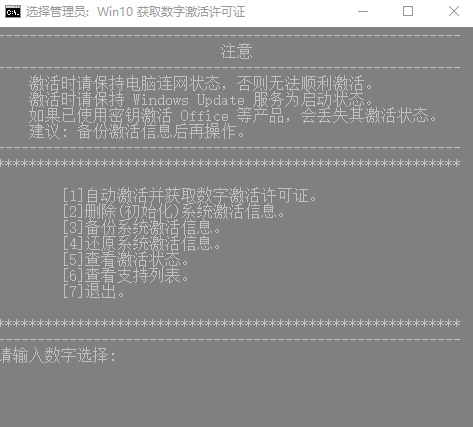 选择管理员: Win10 获取数字激活许可证
------------------------------------------------------------
注意
------------------------------------------------------------
激活时请保持电脑连网状态，否则无法顺利激活。
激活时请保持 Windows Update 服务为启动状态。
如果已使用密钥激活 Office 等产品，会丢失其激活状态。
建议: 备份激活信息后再操作。
------------------------------------------------------------
************************************************************
[1]自动激活并获取数字激活许可证。
[2]删除(初始化)系统激活信息。
[3]备份系统激活信息。
[4]还原系统激活信息。
[5]查看激活状态。
[6]查看支持列表。
[7]退出。
************************************************************
------------------------------------------------------------
请输入数字选择: